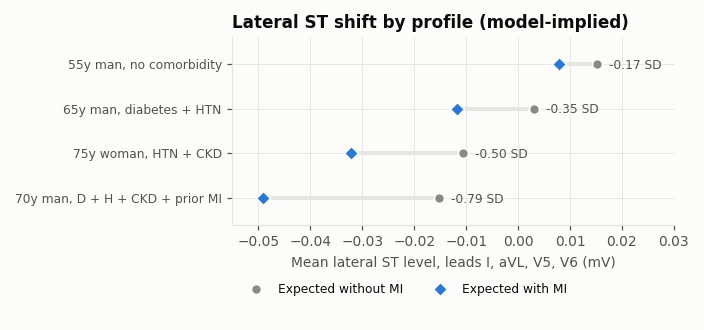 Lateral ST shift by profile (model-implied)
55y man, no comorbidity
-0.17 SD
65y man, diabetes + HTN
-0.35 SD
75y woman, HTN + CKD
-0.50 SD
70y man, D + H + CKD + prior MI
-0.79 SD
−0.05 −0.04 −0.03 −0.02 −0.01 0.00 0.01 0.02 0.03
Mean lateral ST level, leads I, aVL, V5, V6 (mV)
Expected without MI Expected with MI